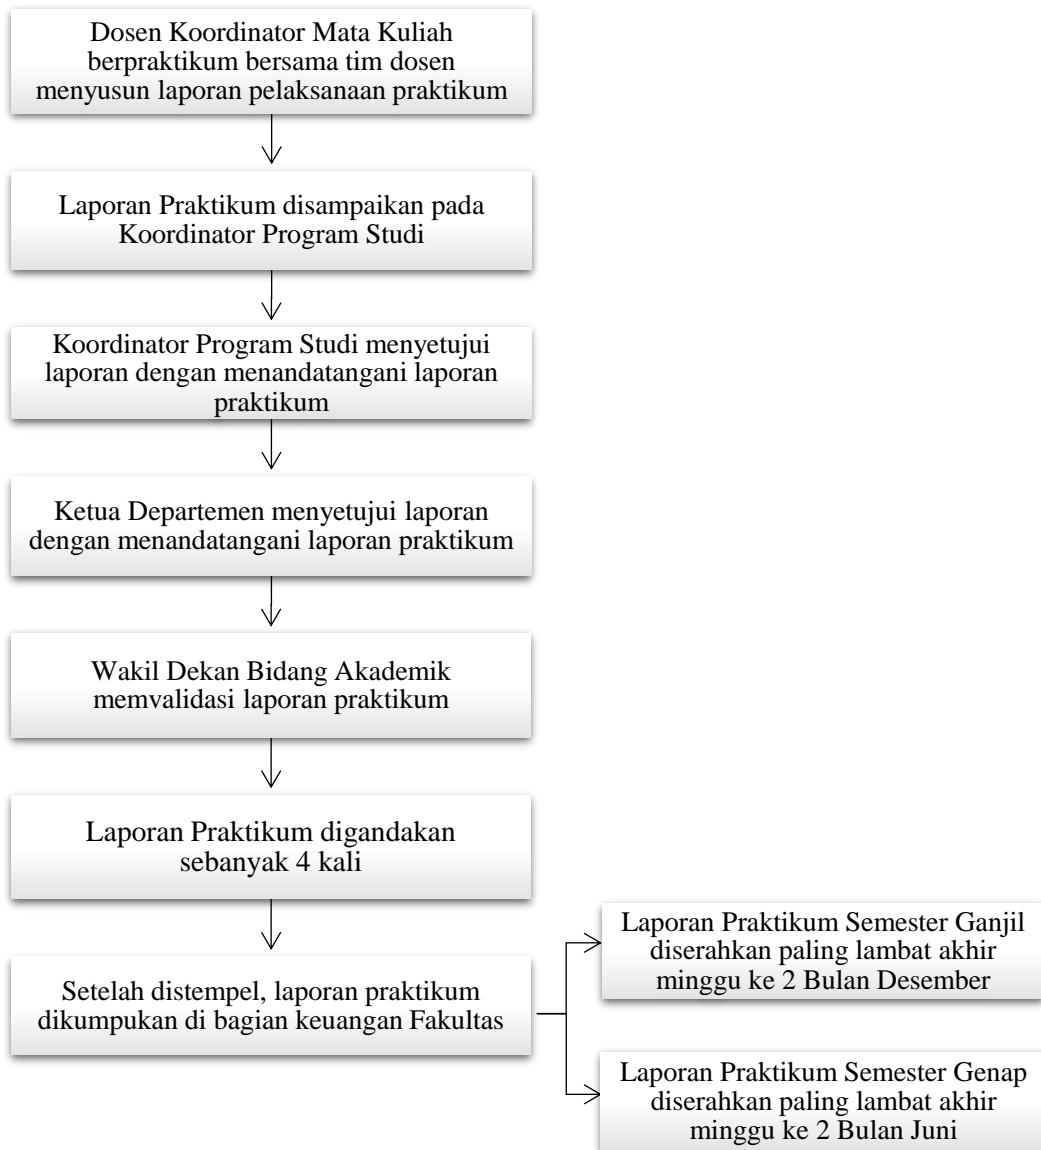 Dosen Koordinator Mata Kuliah
berpraktikum bersama tim dosen
menyusun laporan pelaksanaan praktikum
Laporan Praktikum disampaikan pada
Koordinator Program Studi
Koordinator Program Studi menyetujui
laporan dengan menandatangani laporan
praktikum
Ketua Departemen menyetujui laporan
dengan menandatangani laporan praktikum
Wakil Dekan Bidang Akademik
memvalidasi laporan praktikum
Laporan Praktikum digandakan
sebanyak 4 kali
Setelah distempel, laporan praktikum
dikumpukan di bagian keuangan Fakultas
Laporan Praktikum Semester Ganjil
diserahkan paling lambat akhir
minggu ke 2 Bulan Desember
Laporan Praktikum Semester Genap
diserahkan paling lambat akhir
minggu ke 2 Bulan Juni